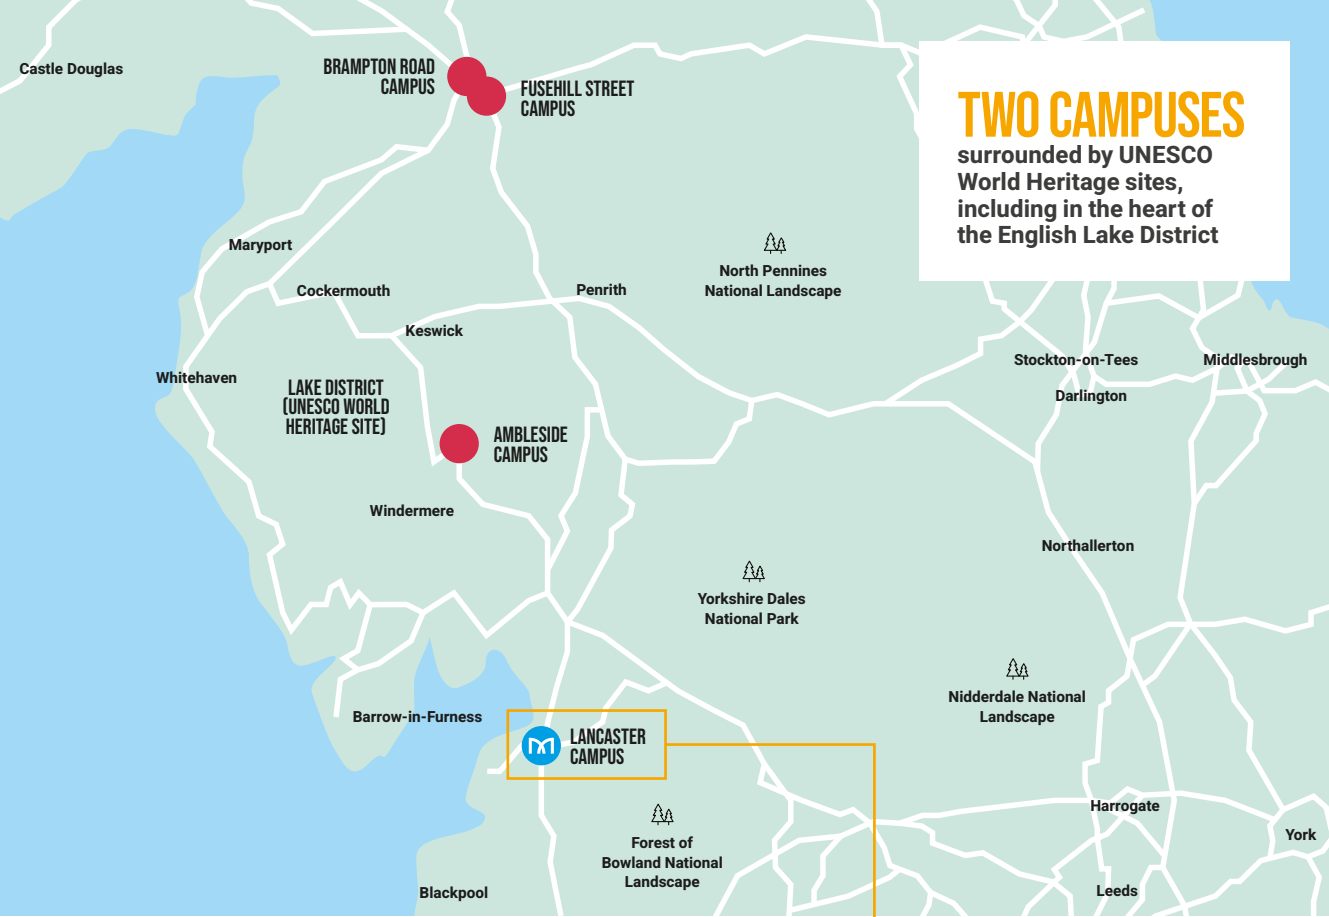 Castle Douglas
BRAMPTON ROAD
CAMPUS
FUSEHILL STREET
CAMPUS
TWO CAMPUSES
surrounded by UNESCO
World Heritage sites,
including in the heart of
the English Lake District
Maryport
North Pennines
National Landscape
Cockermouth
Penrith
Keswick
Stockton-on-Tees
Middlesbrough
Whitehaven
Darlington
LAKE DISTRICT
(UNESCO WORLD
HERITAGE SITE)
AMBLESIDE
CAMPUS
Windermere
Northallerton
Yorkshire Dales
National Park
Nidderdale National
Landscape
Barrow-in-Furness
LANCASTER
CAMPUS
Harrogate
York
Forest of
Bowland National
Landscape
Blackpool
Leeds